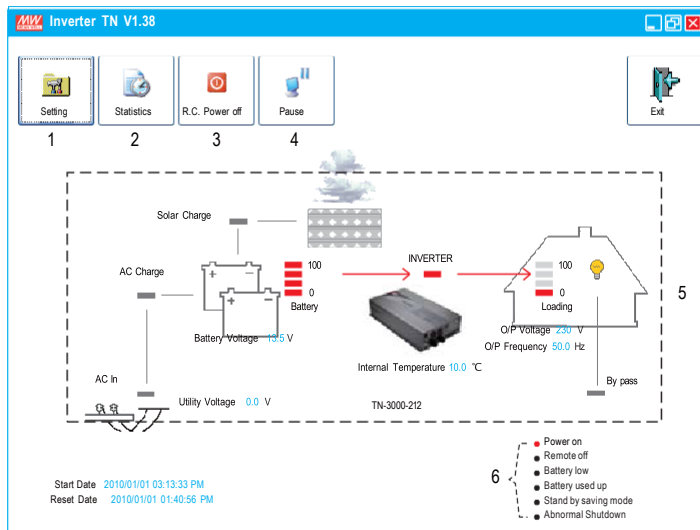 MW MEAN WELL Inverter TN V1.38
Setting Statistics R.C. Power off Pause Exit
1 2 3 4
Solar Charge
AC Charge
100
0
Battery
INVERTER
100
0
Loading
5
Battery Voltage 13.5 V
O/P Voltage 230 V
O/P Frequency 50.0 Hz
Internal Temperature 10.0 ℃
AC In
By pass
Utility Voltage 0.0 V
TN-3000-212
6
Power on
Remote off
Battery low
Battery used up
Stand by saving mode
Abnormal Shutdown
Start Date 2010/01/01 03:13:33 PM
Reset Date 2010/01/01 01:40:56 PM